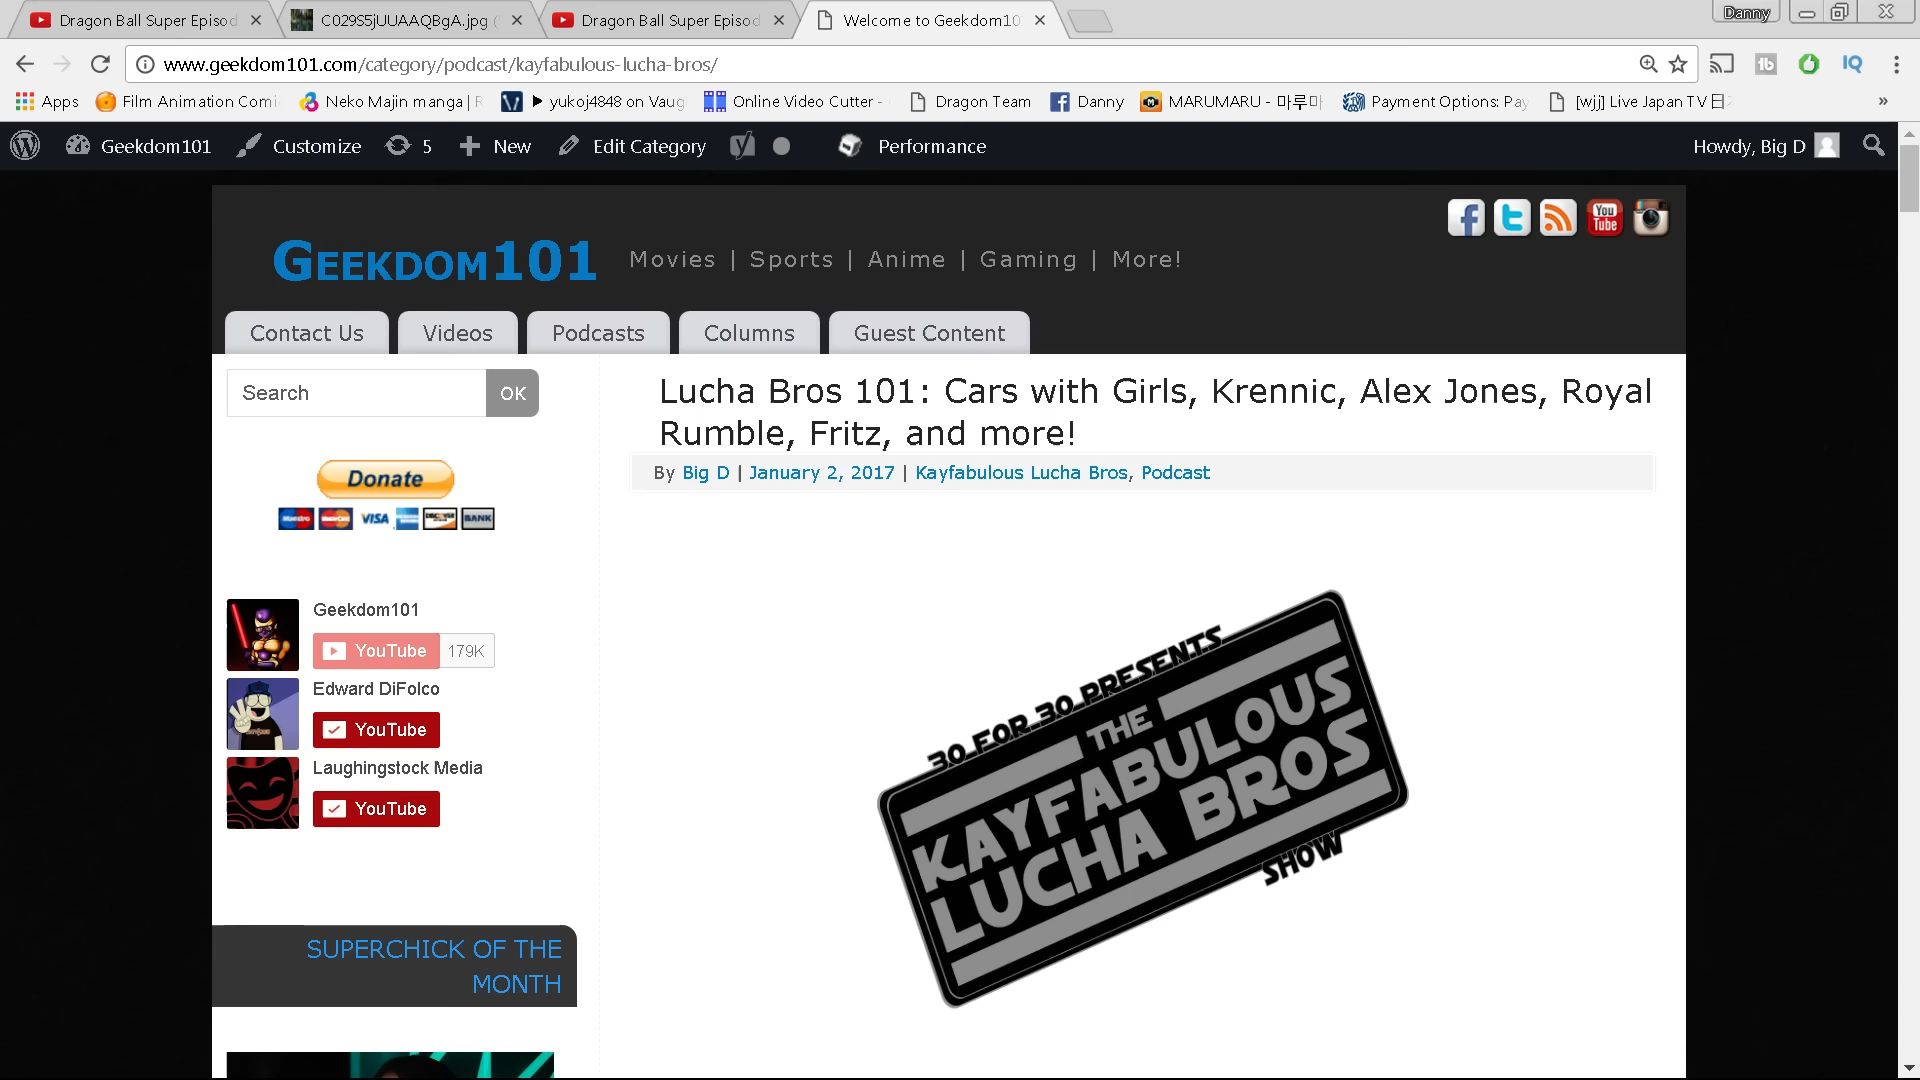 Dragon Ball Super Episod
C029S5jUUAAQBgA.jpg (
Dragon Ball Super Episod
Welcome to Geekdom10
Danny
www.geekdom101.com/category/podcast/kayfabulous-lucha-bros/
Apps
Film Animation Comi
Neko Majin manga | R
yukoj4848 on Vaug
Online Video Cutter -
Dragon Team
Danny
MARUMARU - 마루마
Payment Options: Pay
[wjj] Live Japan TV 日
»
Geekdom101
Customize
5
New
Edit Category
Performance
Howdy, Big D
Geekdom101
Movies | Sports | Anime | Gaming | More!
Contact Us
Videos
Podcasts
Columns
Guest Content
Search
OK
Donate
Maestro
MasterCard
VISA
DISCOVER
BANK
Geekdom101
YouTube
179K
Edward DiFolco
YouTube
Laughingstock Media
YouTube
SUPERCHICK OF THE
MONTH
Lucha Bros 101: Cars with Girls, Krennic, Alex Jones, Royal
Rumble, Fritz, and more!
By Big D | January 2, 2017 | Kayfabulous Lucha Bros, Podcast
30 FOR 30 PRESENTS
THE
KAYFABULOUS
LUCHA BROS
SHOW